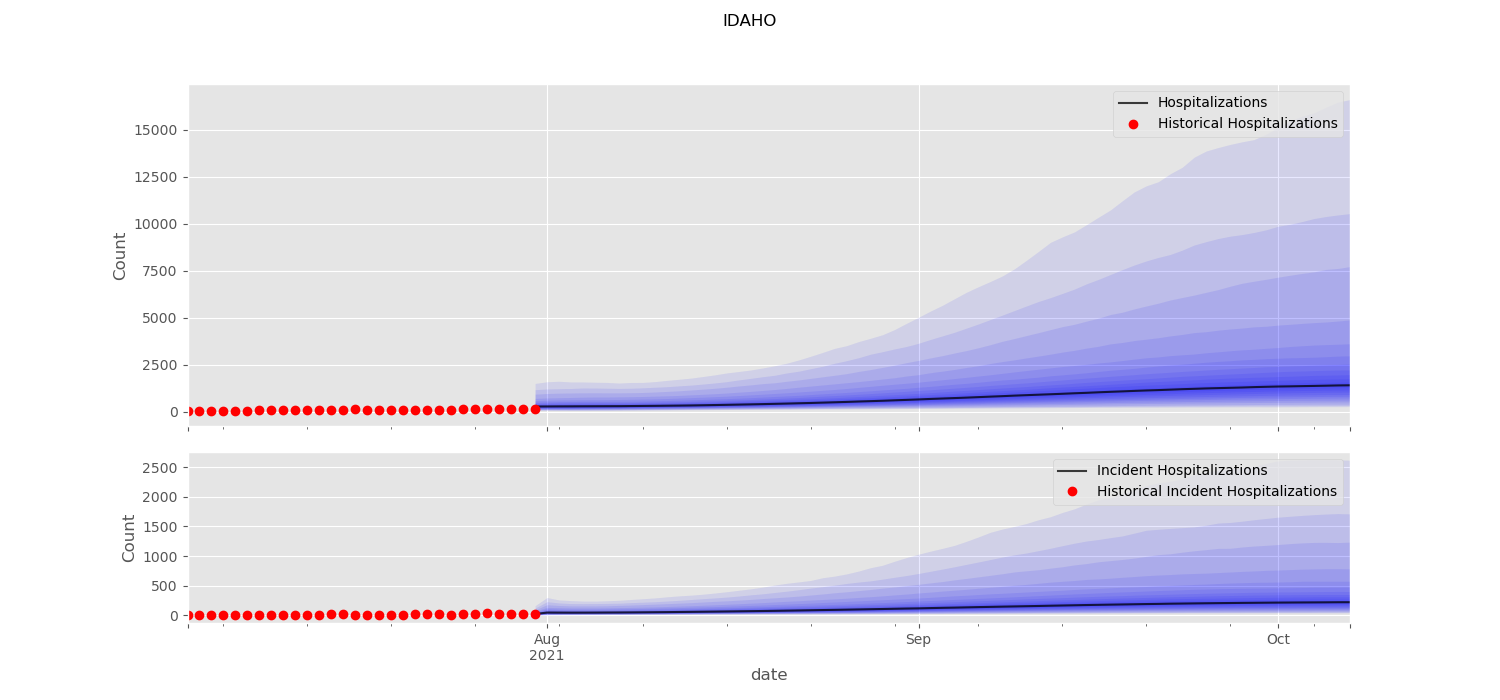 IDAHO
Hospitalizations
Historical Hospitalizations
15000
12500
10000
7500
5000
2500
0
Count
Incident Hospitalizations
Historical Incident Hospitalizations
2500
2000
1500
1000
500
0
Count
Aug
2021
Sep
Oct
date